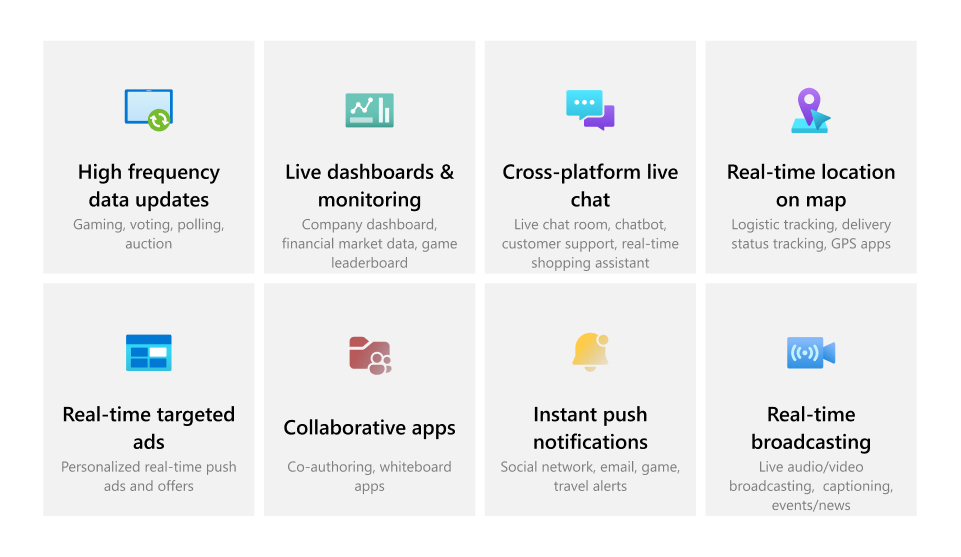 High frequency
data updates
Gaming, voting, polling,
auction
Live dashboards &
monitoring
Company dashboard,
financial market data, game
leaderboard
Cross-platform live
chat
Live chat room, chatbot,
customer support, real-time
shopping assistant
Real-time location
on map
Logistic tracking, delivery
status tracking, GPS apps
Real-time targeted
ads
Personalized real-time push
ads and offers
Collaborative apps
Co-authoring, whiteboard
apps
Instant push
notifications
Social network, email, game,
travel alerts
Real-time
broadcasting
Live audio/video
broadcasting,  captioning,
events/news